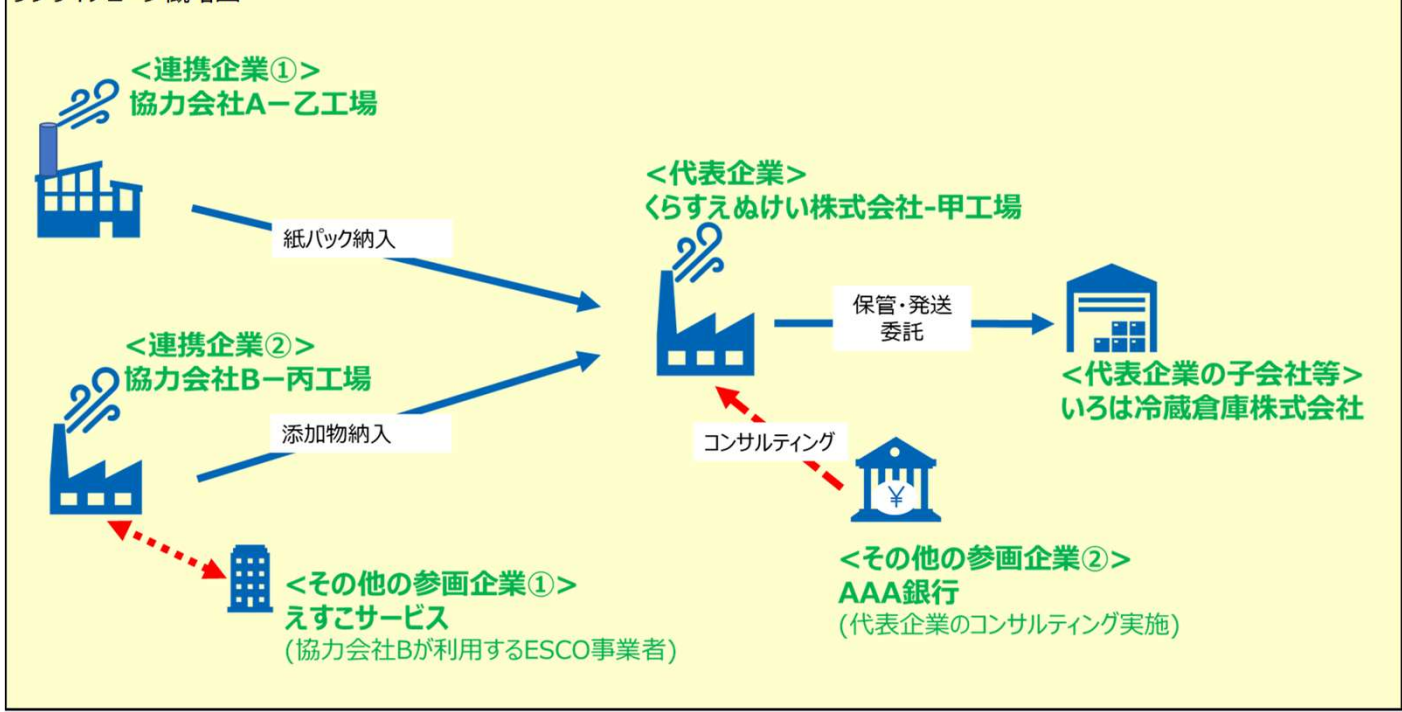 <連携企業①>
協力会社A－乙工場
紙パック納入
<連携企業②>
協力会社B－丙工場
添加物納入
<その他の参画企業①>
えすこサービス
(協力会社Bが利用するESCO事業者)
<代表企業>
くらすえぬけい株式会社-甲工場
保管・発送
委託
<代表企業の子会社等>
いろは冷蔵倉庫株式会社
コンサルティング
¥
<その他の参画企業②>
AAA銀行
(代表企業のコンサルティング実施)